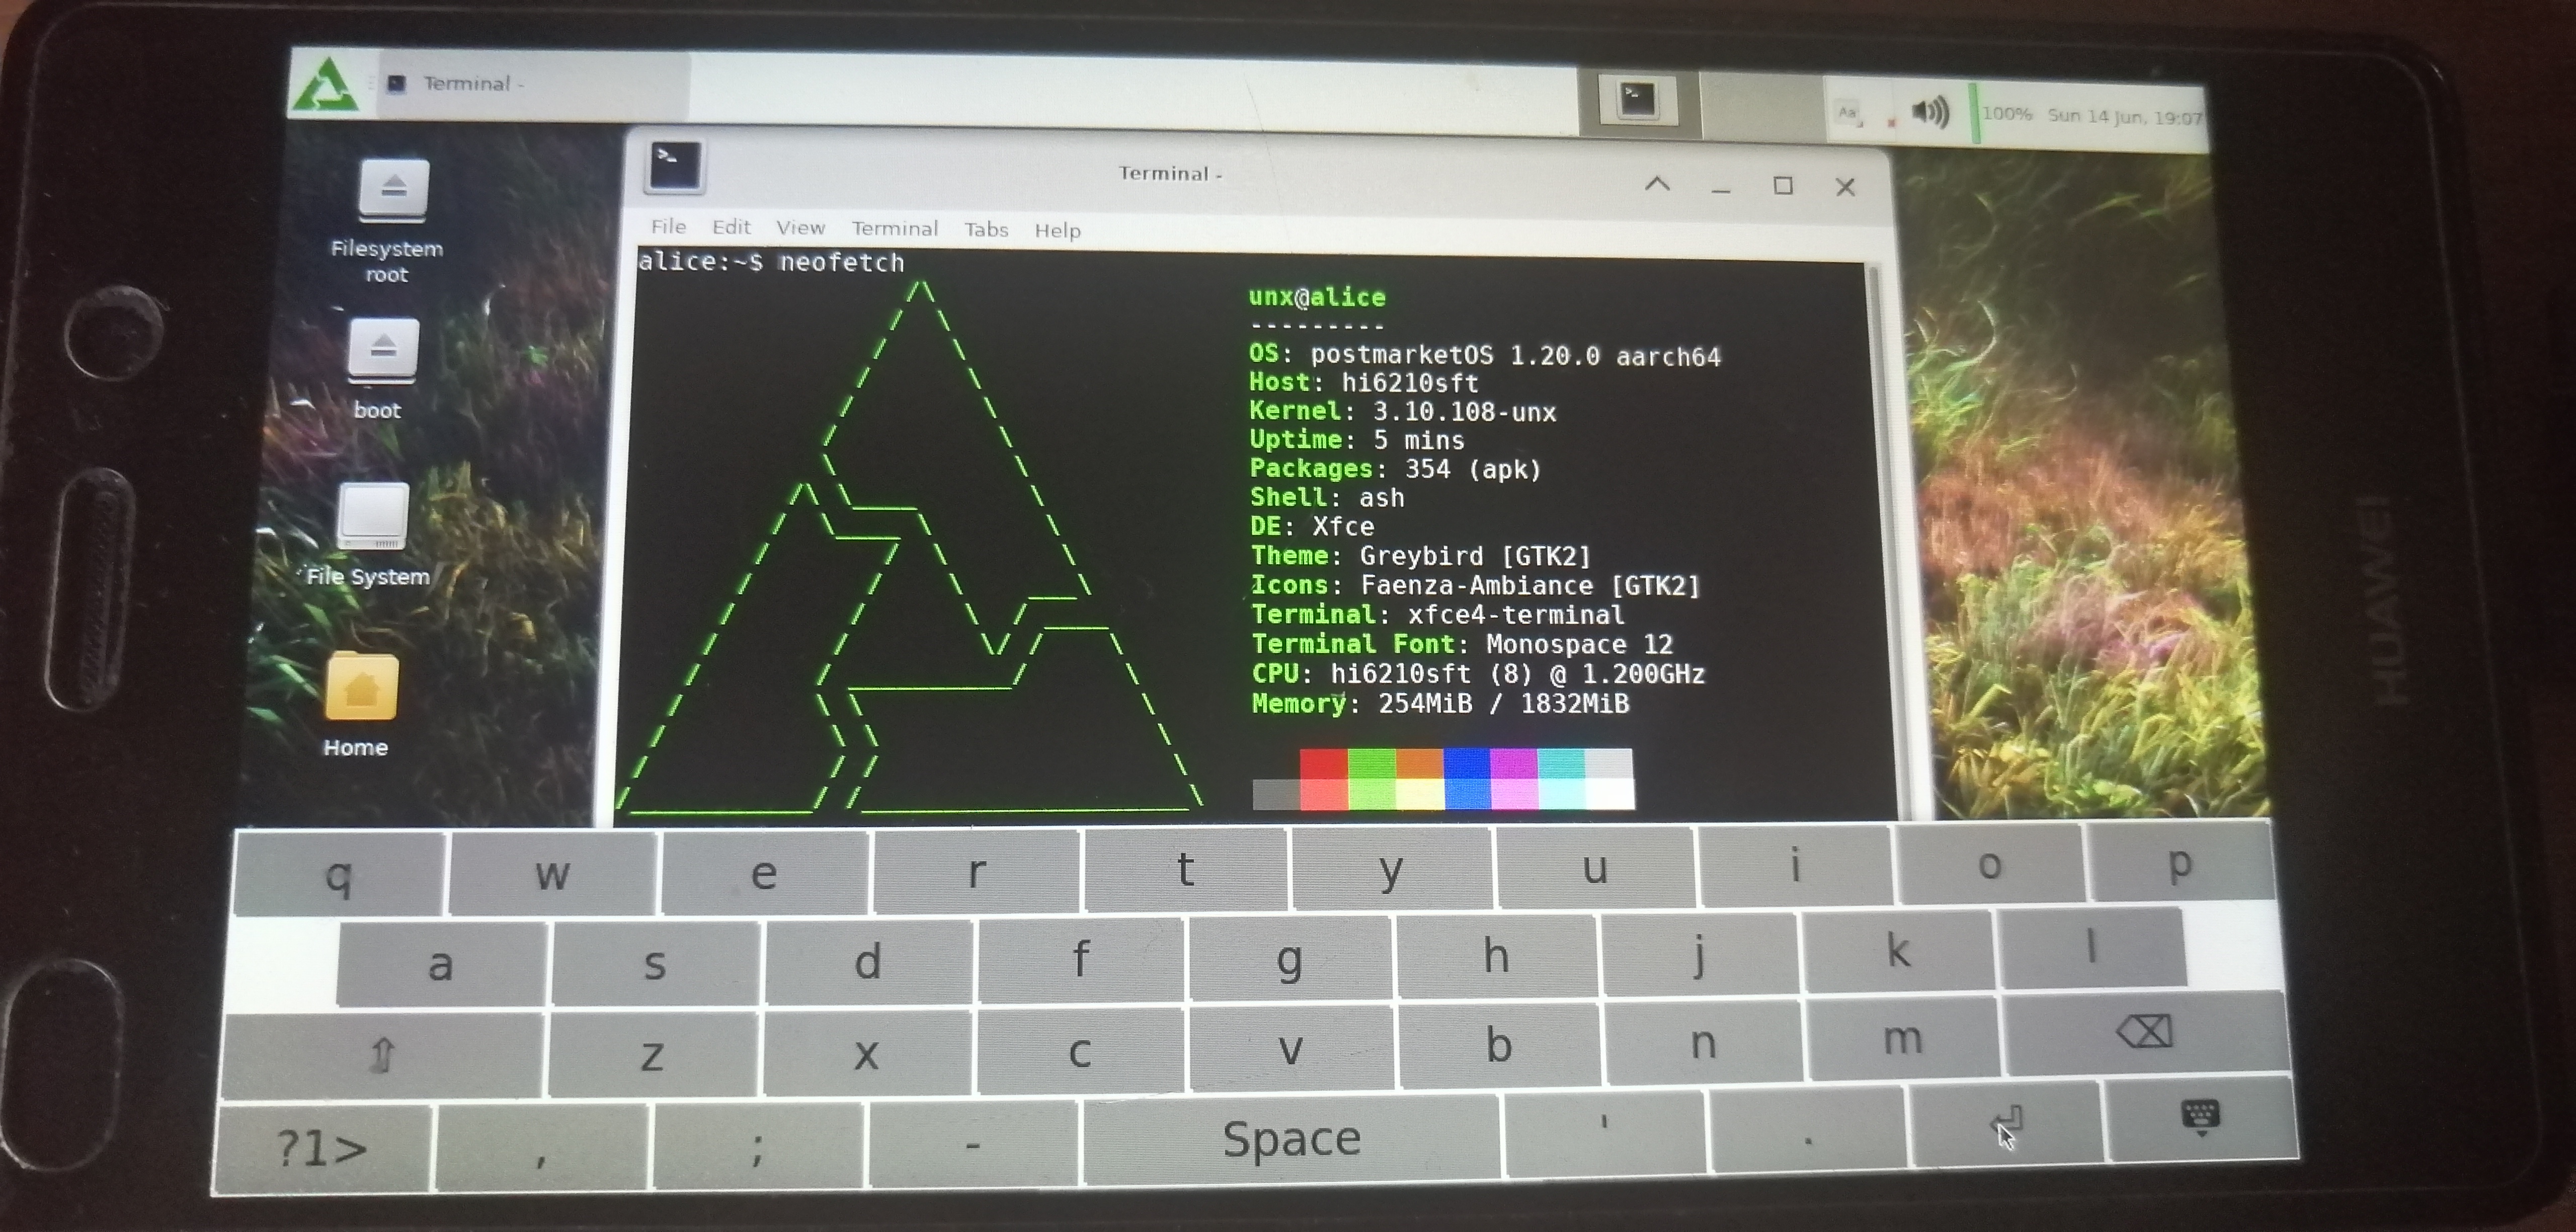 Terminal -
Aa
100%
Sun 14 Jun, 19:07
Terminal -
File Edit View Terminal Tabs Help
Filesystem
root
boot
File System
Home
alice:~$ neofetch
unx@alice
---------
OS: postmarketOS 1.20.0 aarch64
Host: hi6210sft
Kernel: 3.10.108-unx
Uptime: 5 mins
Packages: 354 (apk)
Shell: ash
DE: Xfce
Theme: Greybird [GTK2]
Icons: Faenza-Ambiance [GTK2]
Terminal: xfce4-terminal
Terminal Font: Monospace 12
CPU: hi6210sft (8) @ 1.200GHz
Memory: 254MiB / 1832MiB
q w e r t y u i o p
a s d f g h j k l
⇧ z x c v b n m ⌫
?1> , ; - Space ' .
HUAWEI